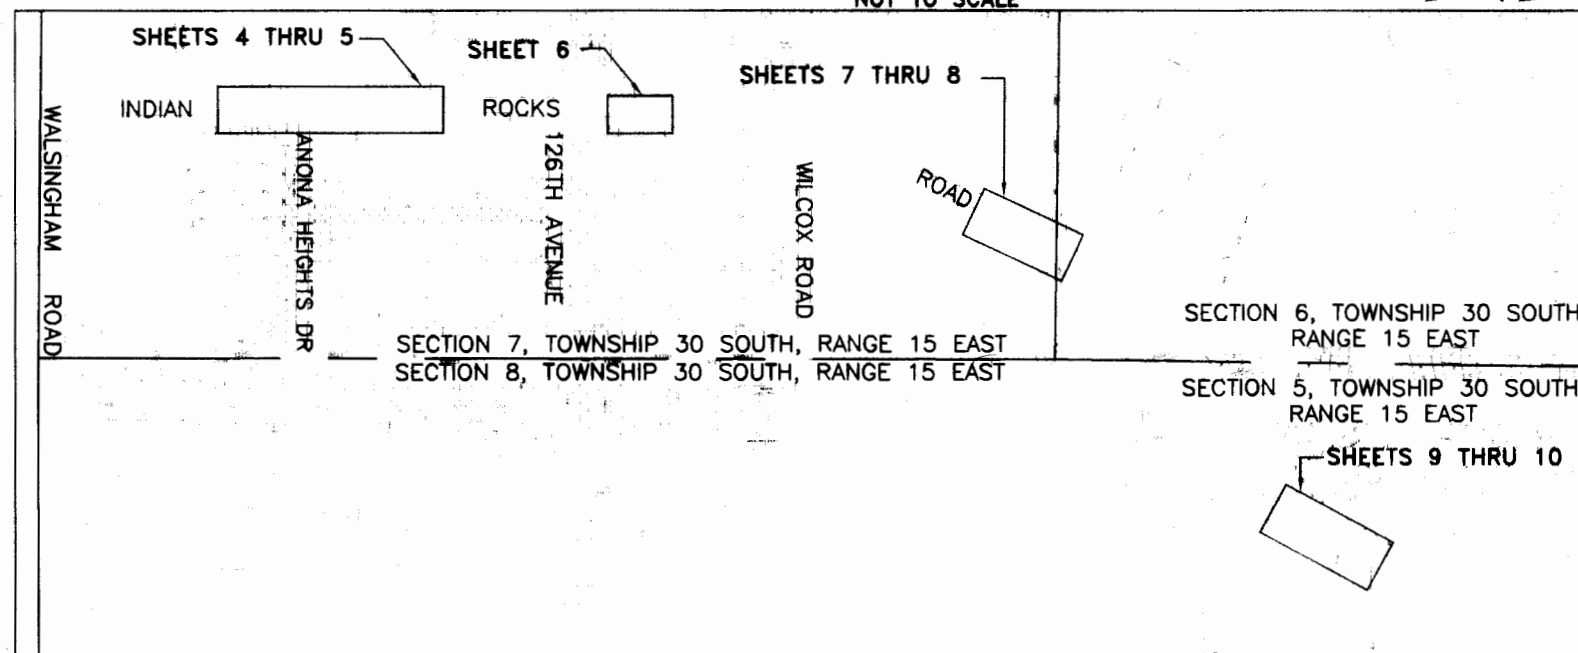 NOT TO SCALE
SHEETS 4 THRU 5
SHEET 6
SHEETS 7 THRU 8
INDIAN
ROCKS
ROAD
WALSINGHAM ROAD
ANONA HEIGHTS DR
126TH AVENUE
WILCOX ROAD
SECTION 7, TOWNSHIP 30 SOUTH, RANGE 15 EAST
SECTION 8, TOWNSHIP 30 SOUTH, RANGE 15 EAST
SECTION 6, TOWNSHIP 30 SOUTH
RANGE 15 EAST
SECTION 5, TOWNSHIP 30 SOUTH
RANGE 15 EAST
SHEETS 9 THRU 10